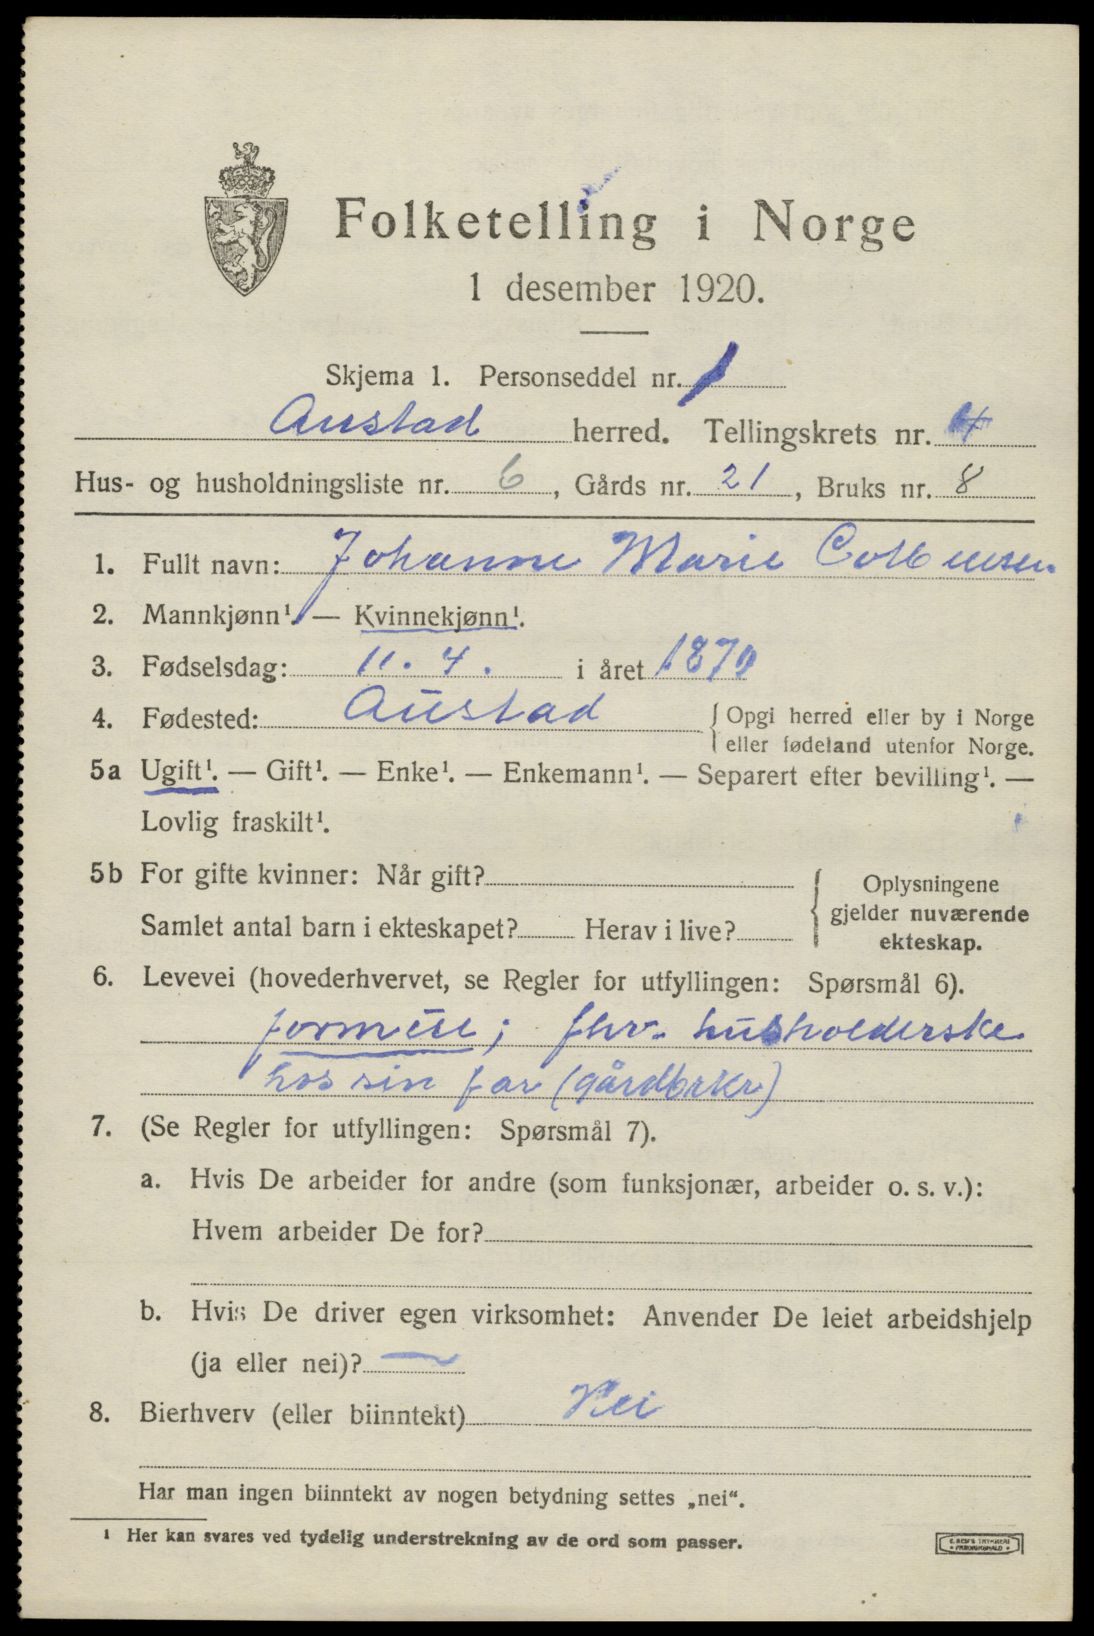 Folketelling i Norge
1 desember 1920.
Skjema 1. Personseddel nr. 1
Austad herred. Tellingskrets nr. 4
Hus- og husholdningsliste nr. 6, Gårds nr. 21, Bruks nr. 8
1. Fullt navn: Johanne Marie
2. Mannkjønn¹. — Kvinnekjønn¹.
3. Fødselsdag: 11. 4. i året 1870
4. Fødested: Austad { Opgi herred eller by i Norge
eller fødeland utenfor Norge.
5a Ugift¹. — Gift¹. — Enke¹. — Enkemann¹. — Separert efter bevilling¹. —
Lovlig fraskilt¹.
5b For gifte kvinner: Når gift? { Oplysningene
gjelder nuværende
Samlet antal barn i ekteskapet? Herav i live?
ekteskap.
6. Levevei (hovederhvervet, se Regler for utfyllingen: Spørsmål 6).
formue; fhv. husholderske
hos sin far (gårdbrkr)
7. (Se Regler for utfyllingen: Spørsmål 7).
a. Hvis De arbeider for andre (som funksjonær, arbeider o. s. v.):
Hvem arbeider De for?
b. Hvis De driver egen virksomhet: Anvender De leiet arbeidshjelp
(ja eller nei)? —
8. Bierhverv (eller biinntekt) Nei
Har man ingen biinntekt av nogen betydning settes „nei“.
¹ Her kan svares ved tydelig understrekning av de ord som passer.